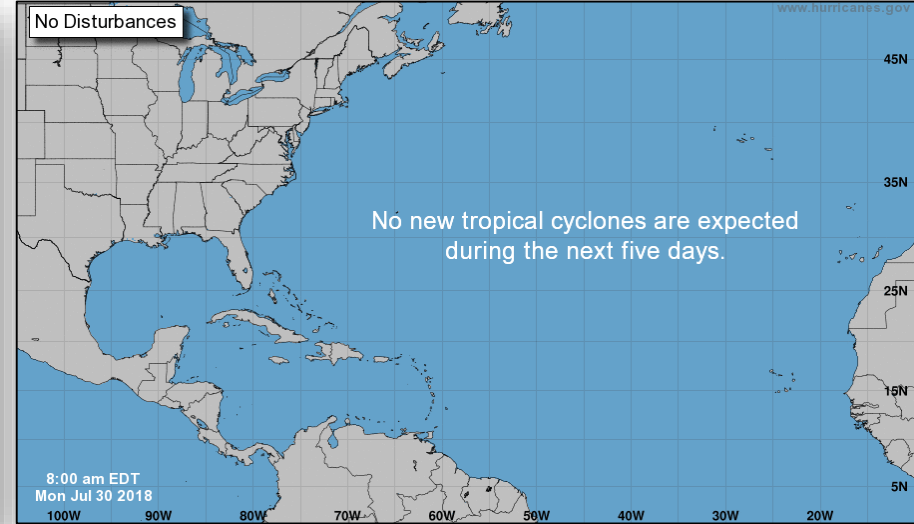 No Disturbances
www.hurricanes.gov
45N
35N
No new tropical cyclones are expected
during the next five days.
25N
15N
5N
8:00 am EDT
Mon Jul 30 2018
100W 90W 80W 70W 60W 50W 40W 30W 20W